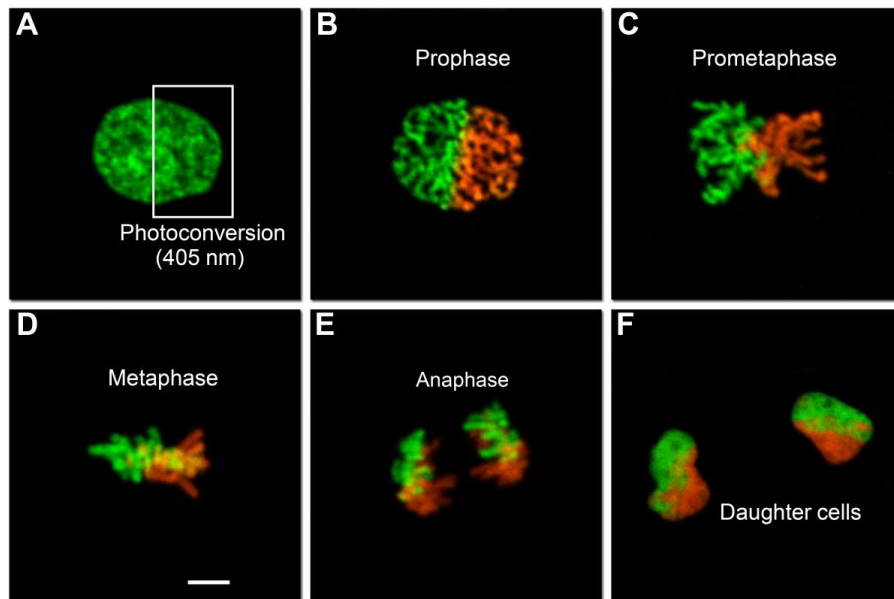 A
Photoconversion
(405 nm)
B
Prophase
C
Prometaphase
D
Metaphase
E
Anaphase
F
Daughter cells